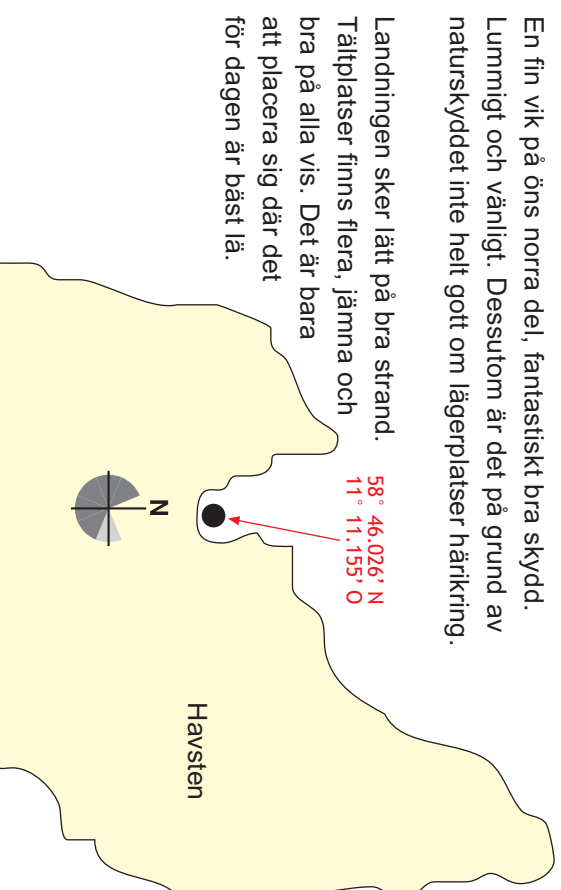 En fin vik på öns norra del, fantastiskt bra skydd.
Lummigt och vänligt. Dessutom är det på grund av
naturskyddet inte helt gott om lägerplatser härikring.
Landningen sker lätt på bra strand.
Tältplatser finns flera, jämna och
bra på alla vis. Det är bara
att placera sig där det
för dagen är bäst lä.
58° 46.026’ N
11° 11.155’ O
N
Havsten